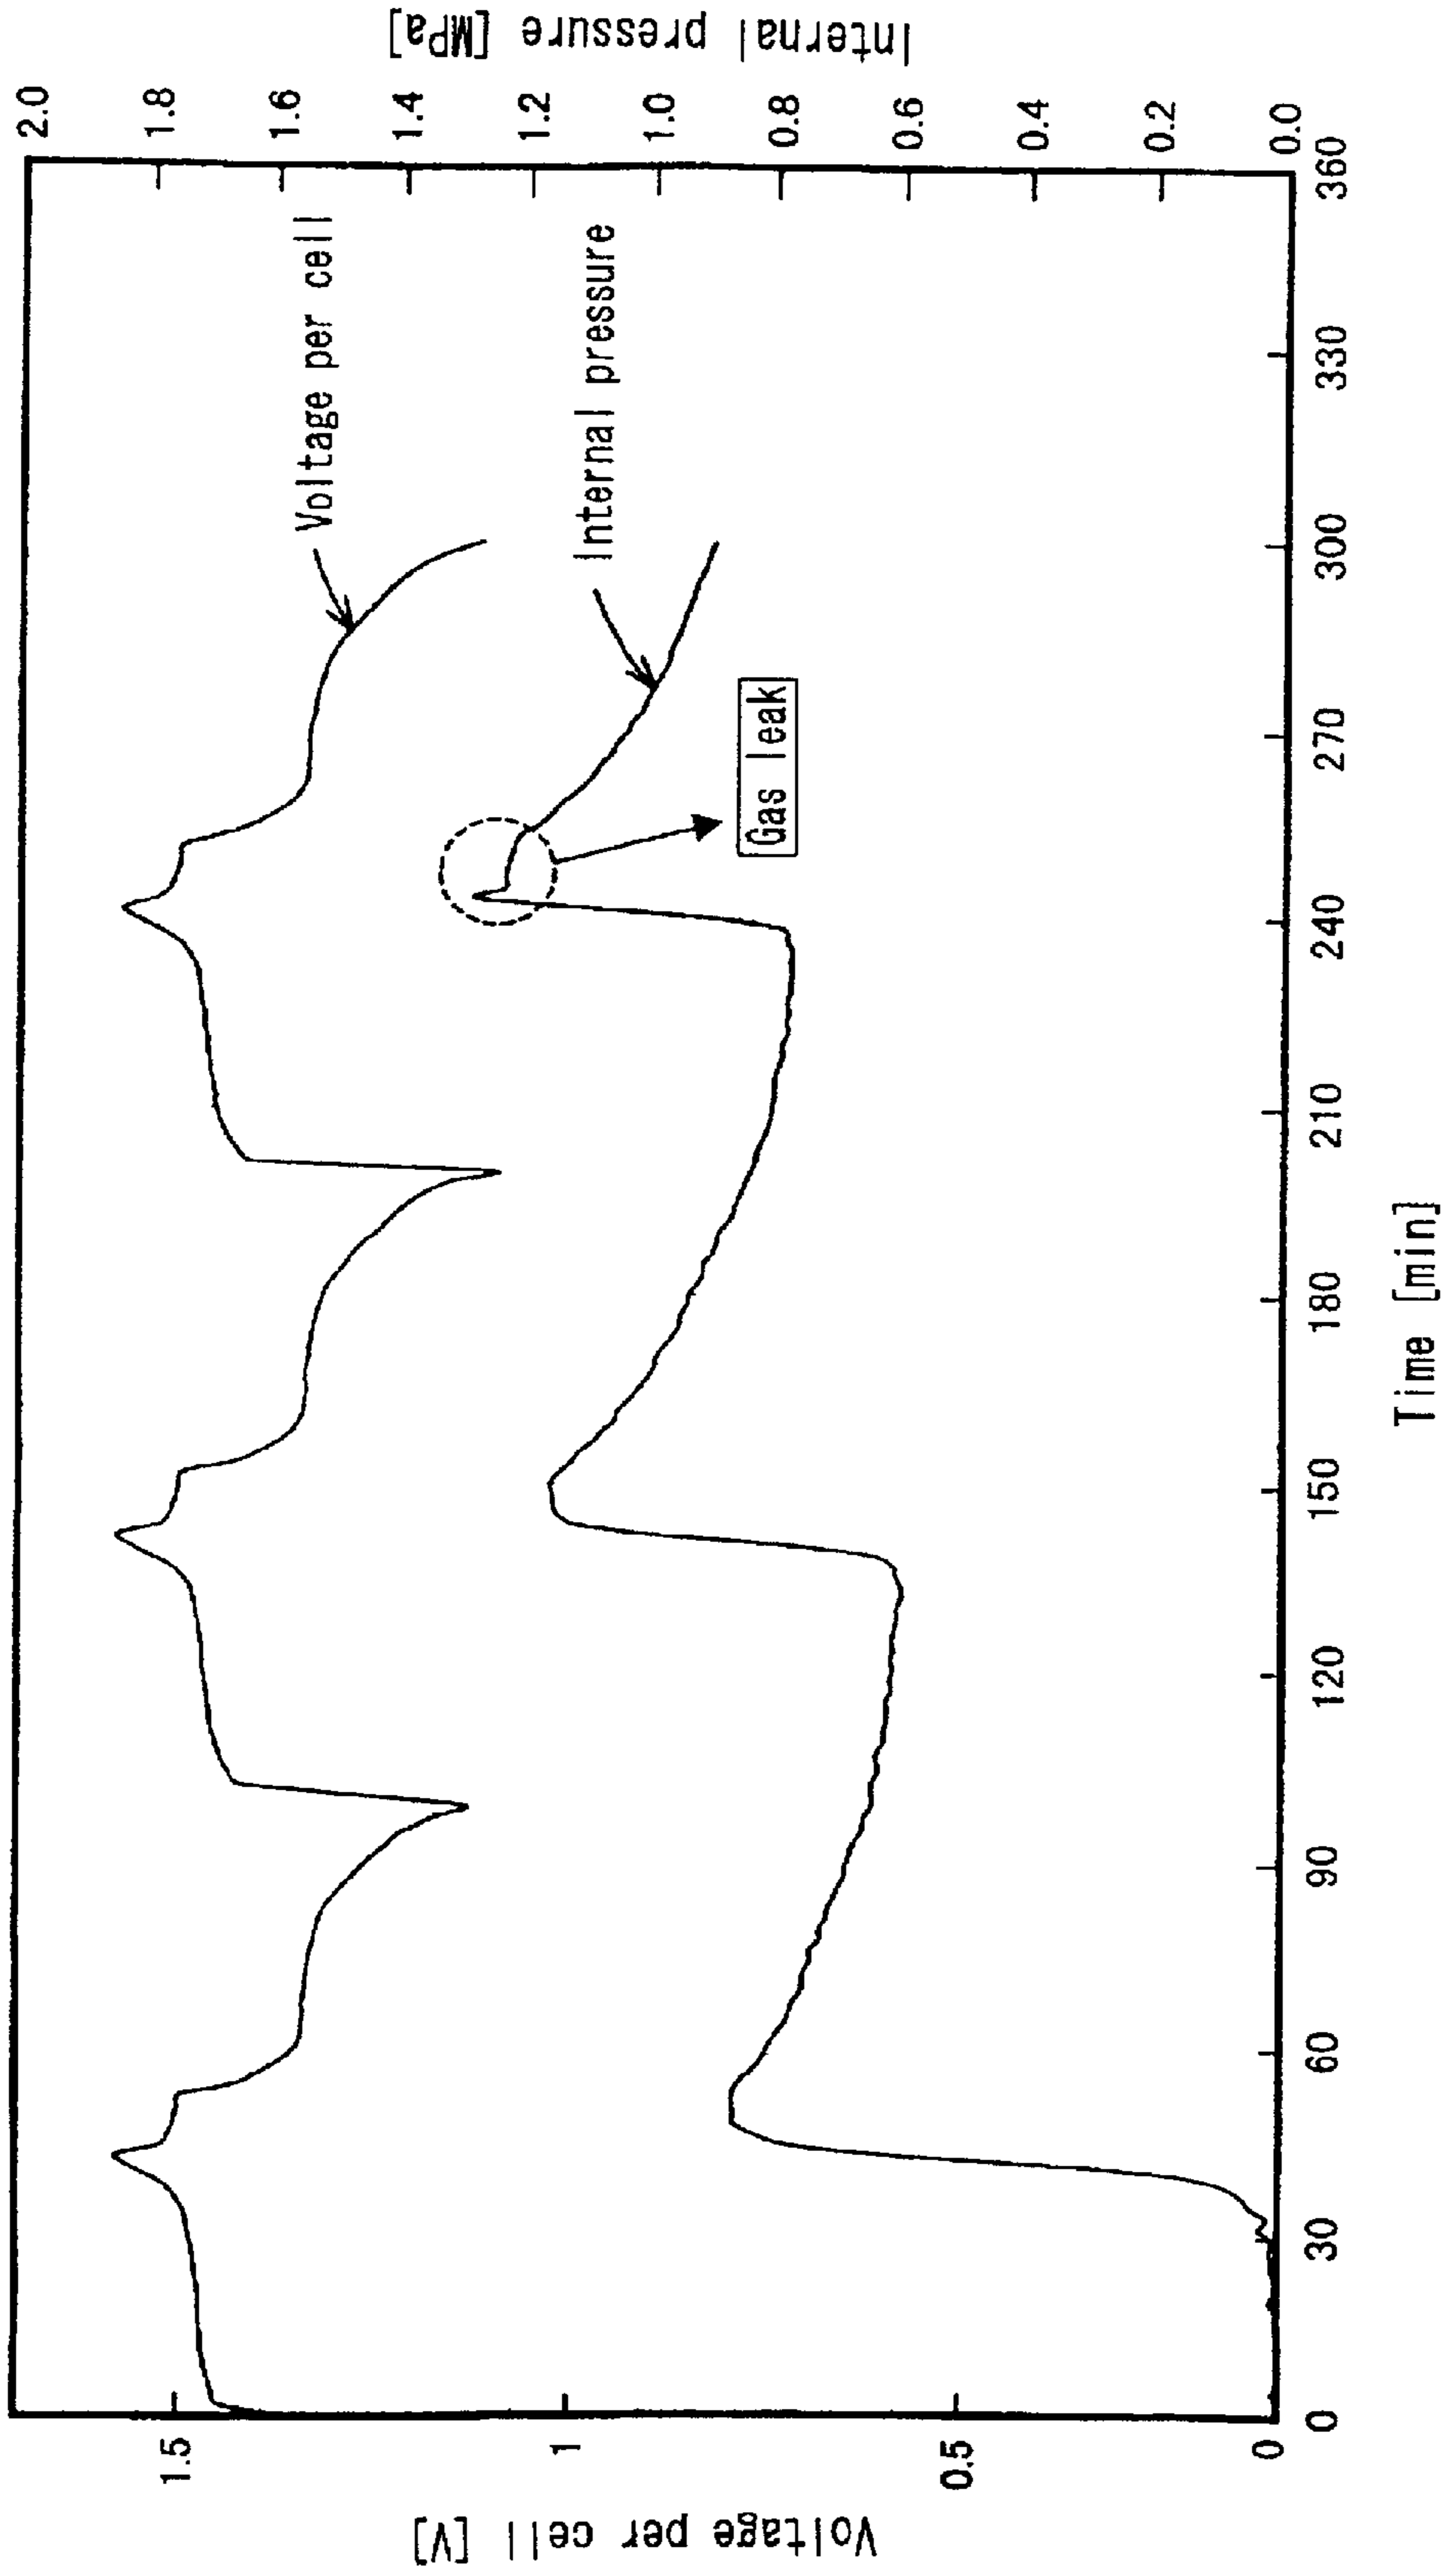 Voltage per cell [V]
1.5
1
0.5
0
Internal pressure [MPa]
2.0
1.8
1.6
1.4
1.2
1.0
0.8
0.6
0.4
0.2
0.0
Voltage per cell
Internal pressure
Gas leak
0 30 60 90 120 150 180 210 240 270 300 330 360
Time [min]